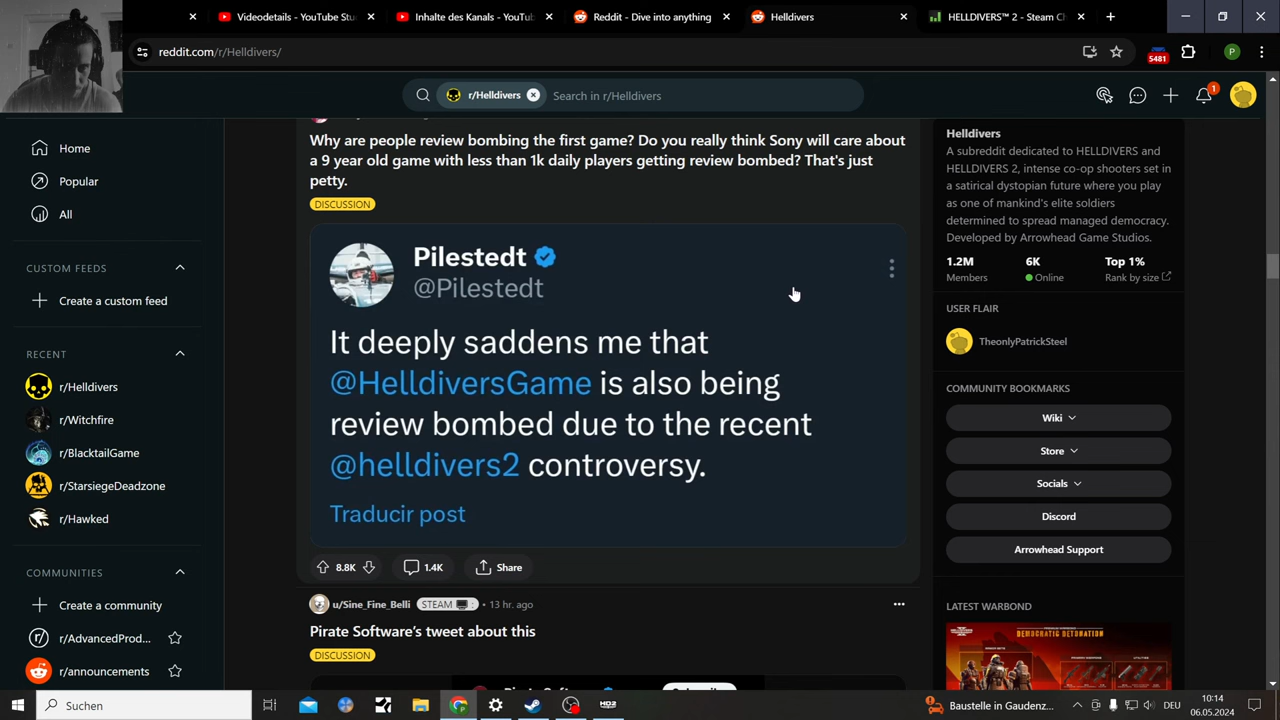 Videodetails - YouTube Stu
Inhalte des Kanals - YouTub
Reddit - Dive into anything
Helldivers
HELLDIVERS™ 2 - Steam Ch
reddit.com/r/Helldivers/
5481
P
r/Helldivers
Search in r/Helldivers
1
Home
Popular
All
CUSTOM FEEDS
Create a custom feed
RECENT
r/Helldivers
r/Witchfire
r/BlacktailGame
r/StarsiegeDeadzone
r/Hawked
COMMUNITIES
Create a community
r/AdvancedProd...
r/announcements
Why are people review bombing the first game? Do you really think Sony will care about
a 9 year old game with less than 1k daily players getting review bombed? That's just
petty.
DISCUSSION
Pilestedt
@Pilestedt
It deeply saddens me that
@HelldiversGame is also being
review bombed due to the recent
@helldivers2 controversy.
Traducir post
8.8K
1.4K
Share
u/Sine_Fine_Belli
STEAM
• 13 hr. ago
Pirate Software's tweet about this
DISCUSSION
Helldivers
A subreddit dedicated to HELLDIVERS and
HELLDIVERS 2, intense co-op shooters set in
a satirical dystopian future where you play
as one of mankind's elite soldiers
determined to spread managed democracy.
Developed by Arrowhead Game Studios.
1.2M
Members
6K
Online
Top 1%
Rank by size
USER FLAIR
TheonlyPatrickSteel
COMMUNITY BOOKMARKS
Wiki
Store
Socials
Discord
Arrowhead Support
LATEST WARBOND
DEMOCRATIC DETONATION
Suchen
HD2
Baustelle in Gaudenz...
DEU
10:14
06.05.2024